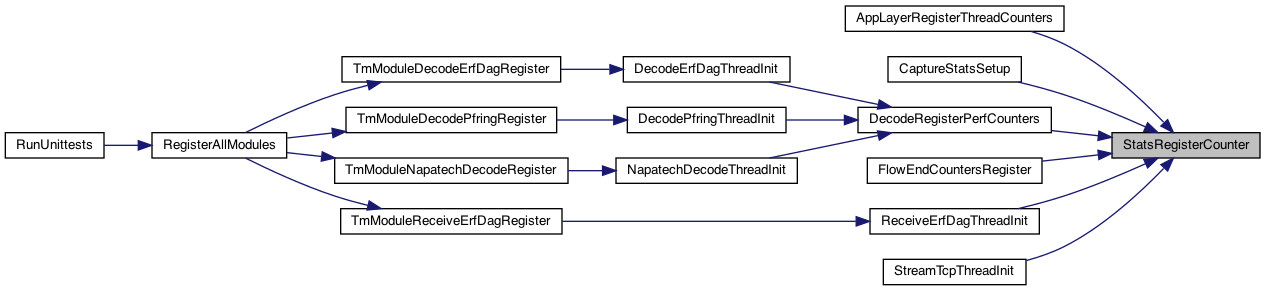 AppLayerRegisterThreadCounters
TmModuleDecodeErfDagRegister
DecodeErfDagThreadInit
CaptureStatsSetup
TmModuleDecodePfringRegister
DecodePfringThreadInit
DecodeRegisterPerfCounters
RunUnittests
RegisterAllModules
StatsRegisterCounter
TmModuleNapatechDecodeRegister
NapatechDecodeThreadInit
FlowEndCountersRegister
TmModuleReceiveErfDagRegister
ReceiveErfDagThreadInit
StreamTcpThreadInit